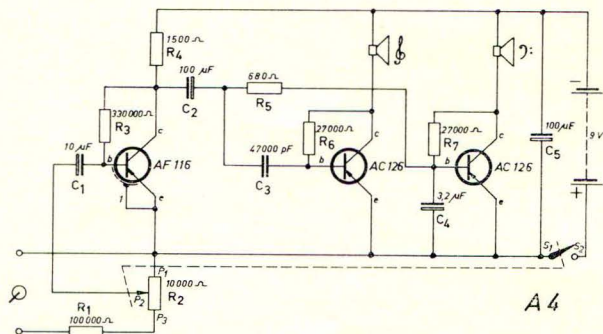 1500 Ω
R4
100 µF
C2
680 Ω
R5
330000 Ω
R3
27000 Ω
R6
27000 Ω
R7
100 µF
C5
−
9 V
+
10 µF
C1
b
c
e
1
AF 116
47000 pF
C3
b
c
e
AC 126
b
c
e
AC 126
3,2 µF
C4
S1
S2
P1
P2
P3
10000 Ω
R2
R1
100000 Ω
A4